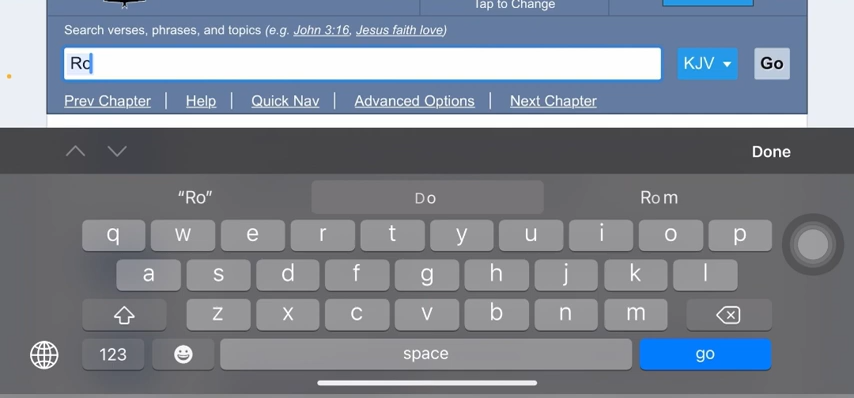 Tap to Change
Search verses, phrases, and topics (e.g. John 3:16, Jesus faith love)
Ro KJV Go
Prev Chapter | Help | Quick Nav | Advanced Options | Next Chapter
Done
“Ro” Do Rom
q w e r t y u i o p
a s d f g h j k l
z x c v b n m
123 space go